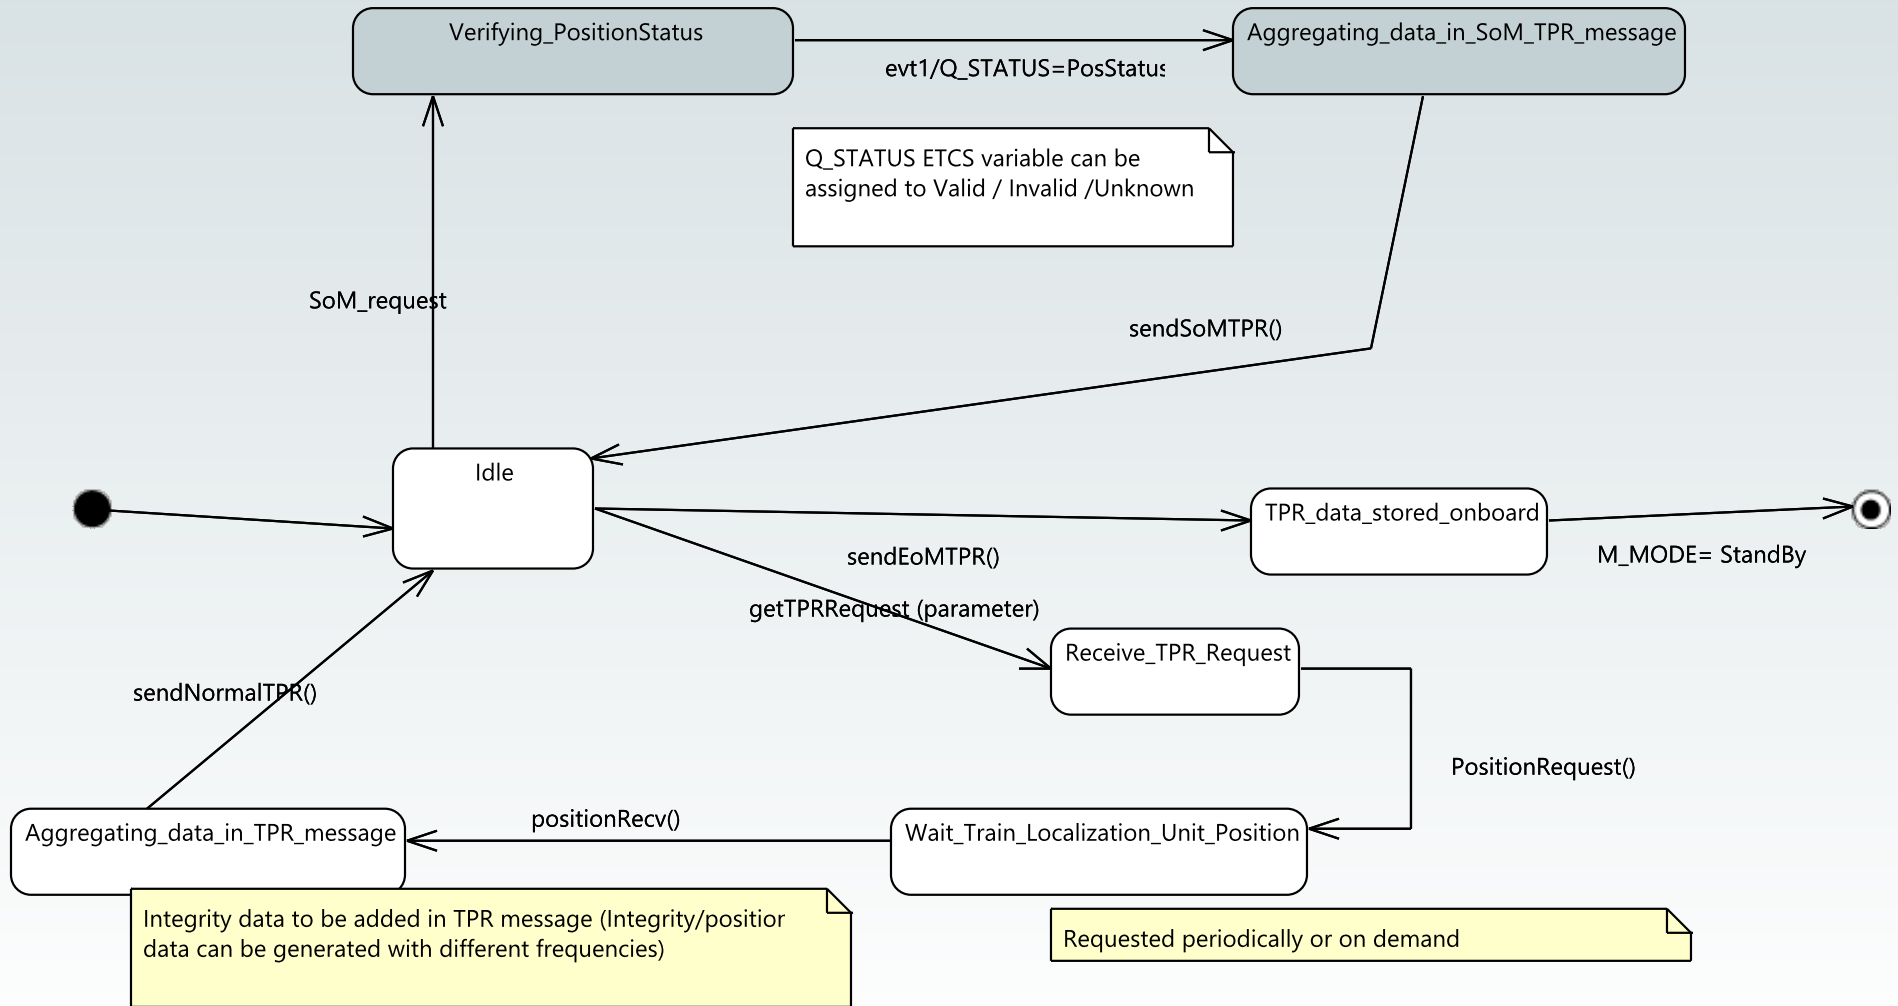 Verifying_PositionStatus
Aggregating_data_in_SoM_TPR_message
evt1/Q_STATUS=PosStatus
Q_STATUS ETCS variable can be
assigned to Valid / Invalid /Unknown
SoM_request
sendSoMTPR()
Idle
TPR_data_stored_onboard
sendEoMTPR()
M_MODE= StandBy
getTPRRequest (parameter)
Receive_TPR_Request
sendNormalTPR()
PositionRequest()
positionRecv()
Aggregating_data_in_TPR_message
Wait_Train_Localization_Unit_Position
Integrity data to be added in TPR message (Integrity/position
data can be generated with different frequencies)
Requested periodically or on demand